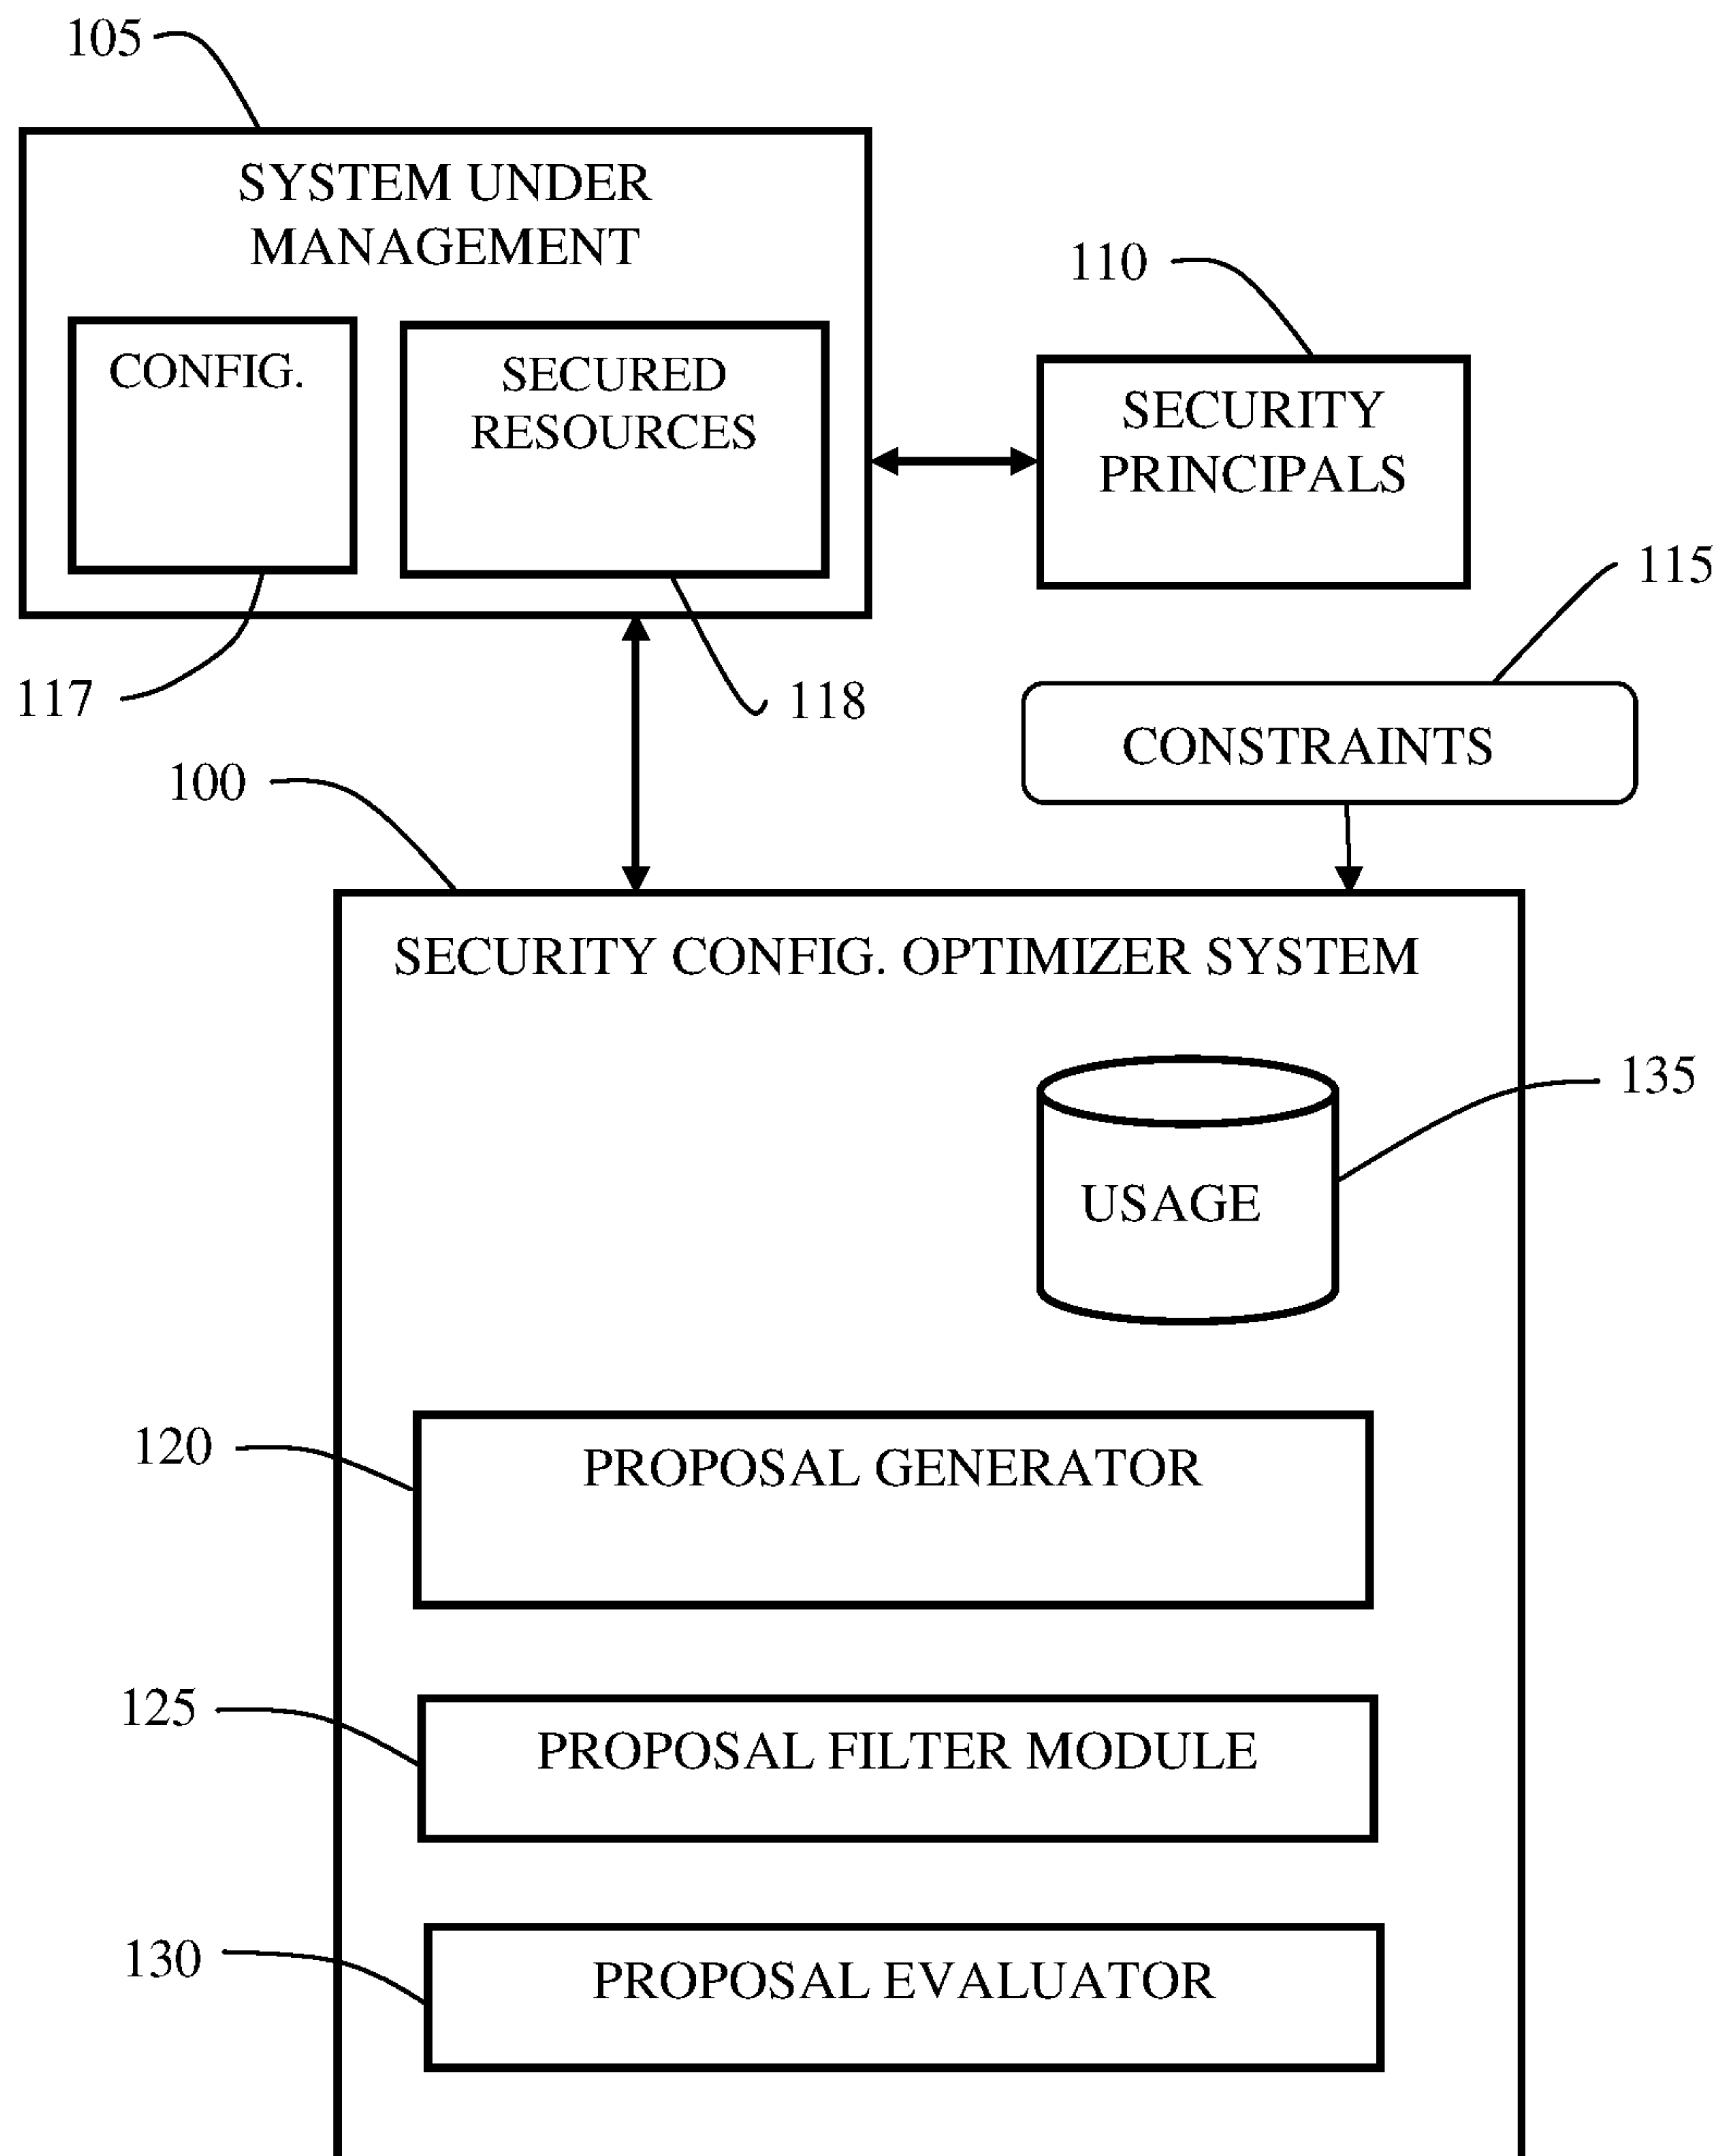 105
SYSTEM UNDER
MANAGEMENT
110
CONFIG.
SECURED
RESOURCES
SECURITY
PRINCIPALS
115
117
118
CONSTRAINTS
100
SECURITY CONFIG. OPTIMIZER SYSTEM
135
USAGE
120
PROPOSAL GENERATOR
125
PROPOSAL FILTER MODULE
130
PROPOSAL EVALUATOR